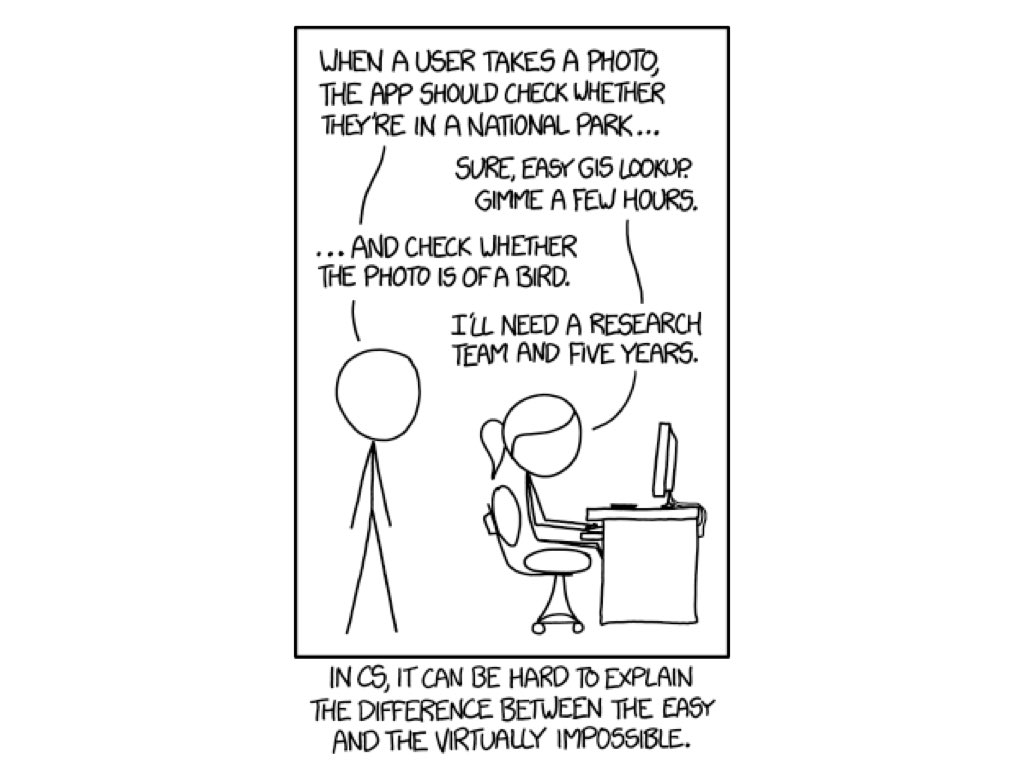 WHEN A USER TAKES A PHOTO,
THE APP SHOULD CHECK WHETHER
THEY'RE IN A NATIONAL PARK...
SURE, EASY GIS LOOKUP.
GIMME A FEW HOURS.
...AND CHECK WHETHER
THE PHOTO IS OF A BIRD.
I'LL NEED A RESEARCH
TEAM AND FIVE YEARS.
IN CS, IT CAN BE HARD TO EXPLAIN
THE DIFFERENCE BETWEEN THE EASY
AND THE VIRTUALLY IMPOSSIBLE.